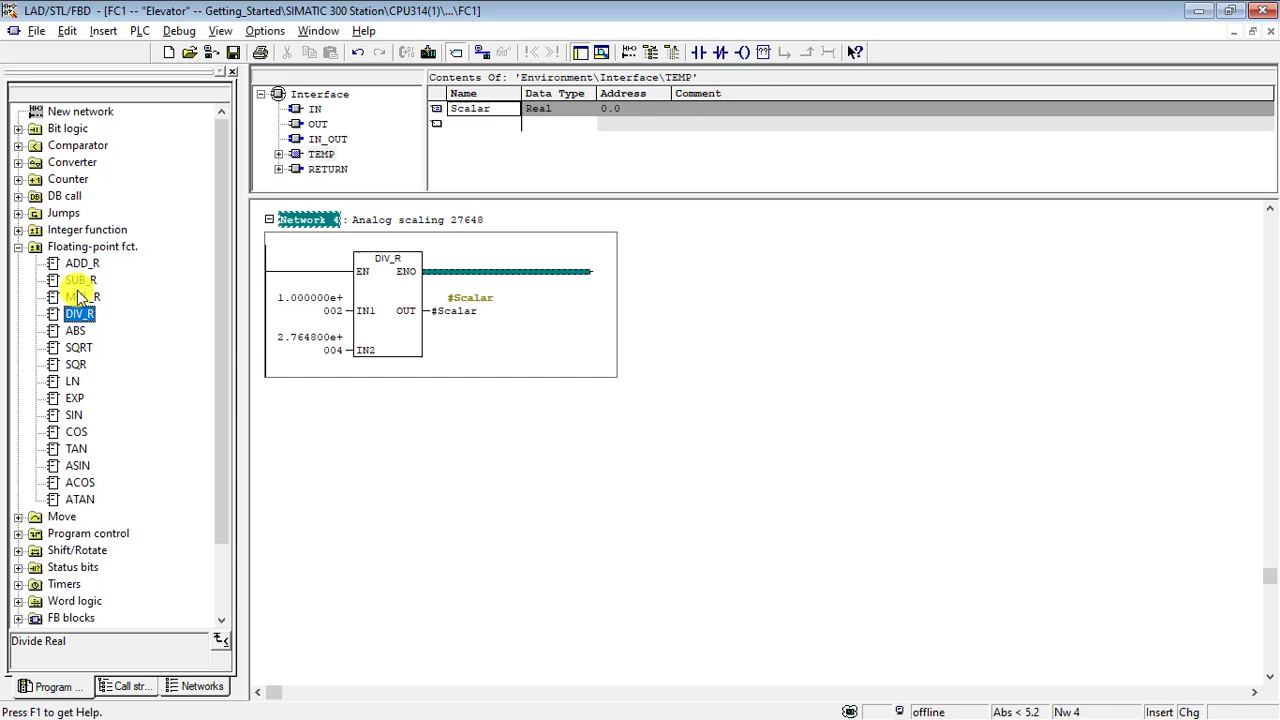 LAD/STL/FBD - [FC1 -- "Elevator" -- Getting_Started\SIMATIC 300 Station\CPU314(1)\...\FC1]
File Edit Insert PLC Debug View Options Window Help
New network
Bit logic
Comparator
Converter
Counter
DB call
Jumps
Integer function
Floating-point fct.
ADD_R
SUB_R
DIV_R
ABS
SQRT
SQR
LN
EXP
SIN
COS
TAN
ASIN
ACOS
ATAN
Move
Program control
Shift/Rotate
Status bits
Timers
Word logic
FB blocks
Divide Real
Program ... Call str... Networks
Interface
IN
OUT
IN_OUT
TEMP
RETURN
Contents Of: 'Environment\Interface\TEMP'
Name Data Type Address Comment
Scalar Real 0.0
Network 4: Analog scaling 27648
DIV_R
EN ENO
1.000000e+ #Scalar
002 IN1 OUT #Scalar
2.764800e+
004 IN2
Press F1 to get Help. offline Abs < 5.2 Nw 4 Insert Chg